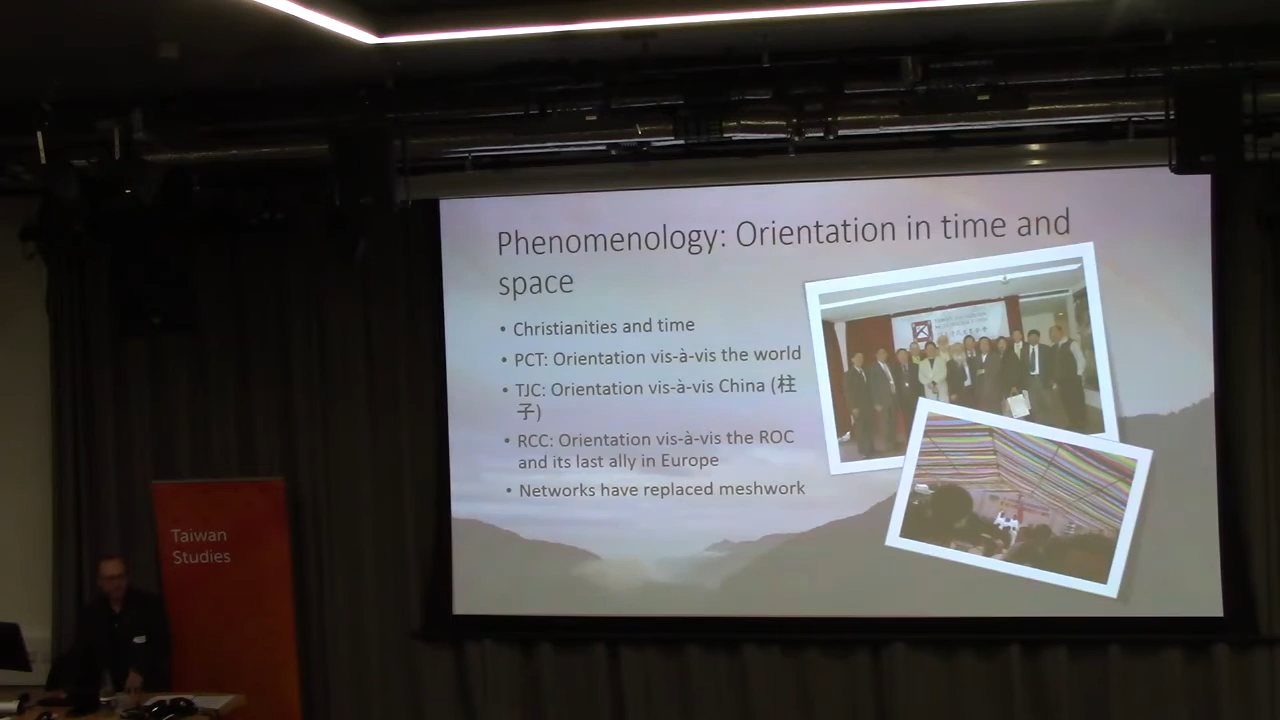 Phenomenology: Orientation in time and
space
• Christianities and time
• PCT: Orientation vis-à-vis the world
• TJC: Orientation vis-à-vis China (柱
子)
• RCC: Orientation vis-à-vis the ROC
and its last ally in Europe
• Networks have replaced meshwork
Taiwan
Studies